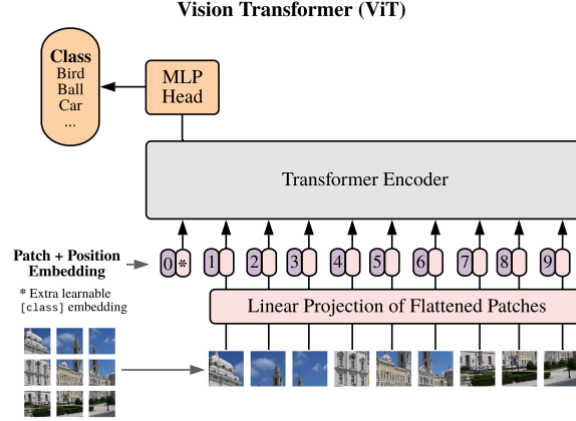 Vision Transformer (ViT)
Class
Bird
Ball
Car
...
MLP
Head
Transformer Encoder
Patch + Position
Embedding
0 * 1 2 3 4 5 6 7 8 9
* Extra learnable
[class] embedding
Linear Projection of Flattened Patches